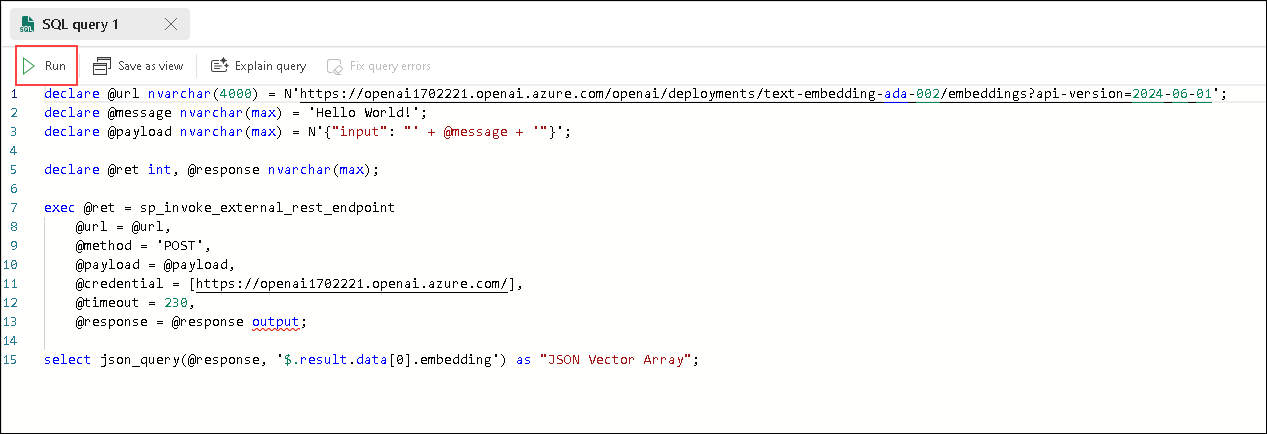 SQL query 1
Run Save as view Explain query Fix query errors
1 declare @url nvarchar(4000) = N'https://openai1702221.openai.azure.com/openai/deployments/text-embedding-ada-002/embeddings?api-version=2024-06-01';
2 declare @message nvarchar(max) = 'Hello World!';
3 declare @payload nvarchar(max) = N'{"input": "' + @message + '"}';
4
5 declare @ret int, @response nvarchar(max);
6
7 exec @ret = sp_invoke_external_rest_endpoint
8 @url = @url,
9 @method = 'POST',
10 @payload = @payload,
11 @credential = [https://openai1702221.openai.azure.com/],
12 @timeout = 230,
13 @response = @response output;
14
15 select json_query(@response, '$.result.data[0].embedding') as "JSON Vector Array";